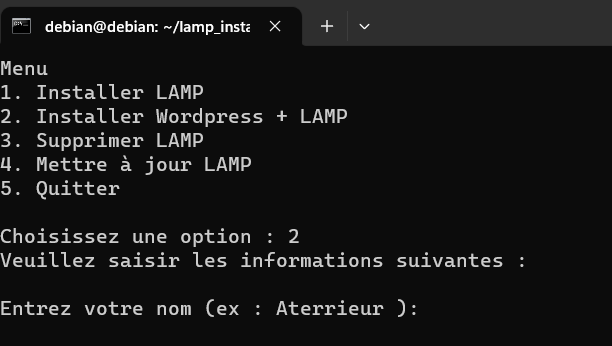 debian@debian: ~/lamp_insta
Menu
1. Installer LAMP
2. Installer Wordpress + LAMP
3. Supprimer LAMP
4. Mettre à jour LAMP
5. Quitter
Choisissez une option : 2
Veuillez saisir les informations suivantes :
Entrez votre nom (ex : Aterrieur ):